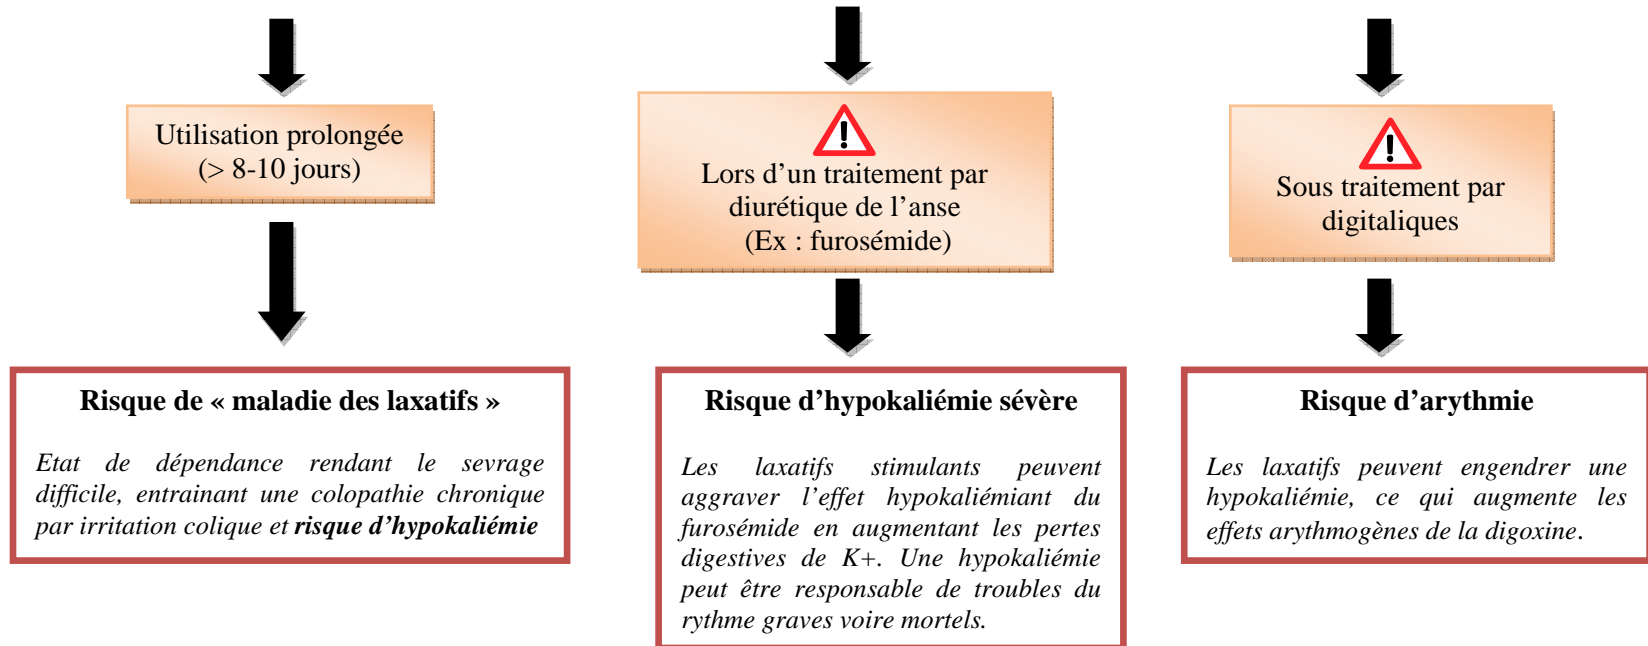 Utilisation prolongée
(> 8-10 jours)
Risque de « maladie des laxatifs »
Etat de dépendance rendant le sevrage
difficile, entrainant une colopathie chronique
par irritation colique et risque d’hypokaliémie
Lors d’un traitement par
diurétique de l’anse
(Ex : furosémide)
Risque d’hypokaliémie sévère
Les laxatifs stimulants peuvent
aggraver l’effet hypokaliémiant du
furosémide en augmentant les pertes
digestives de K+. Une hypokaliémie
peut être responsable de troubles du
rythme graves voire mortels.
Sous traitement par
digitaliques
Risque d’arythmie
Les laxatifs peuvent engendrer une
hypokaliémie, ce qui augmente les
effets arythmogènes de la digoxine.